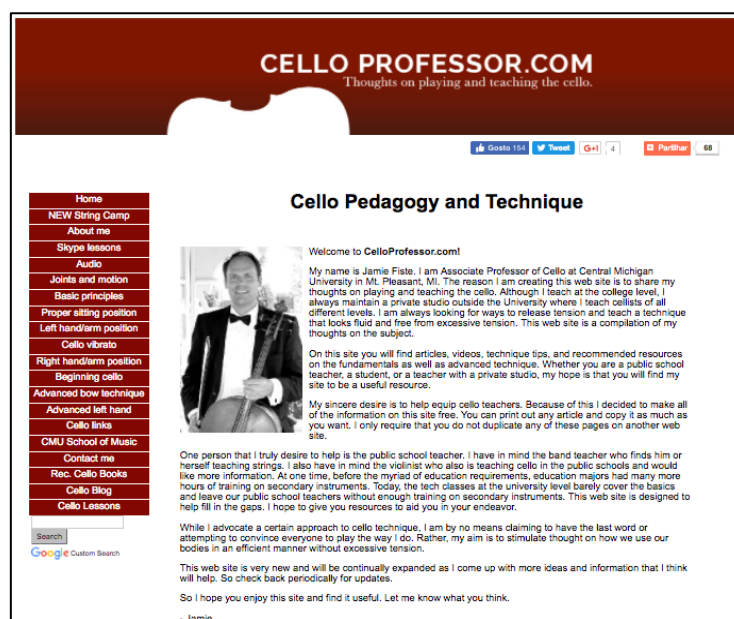 CELLO PROFESSOR.COM
Thoughts on playing and teaching the cello.
Gosto 154
Tweet
G+1
4
Partilhar
68
Home
NEW String Camp
About me
Skype lessons
Audio
Joints and motion
Basic principles
Proper sitting position
Left hand/arm position
Cello vibrato
Right hand/arm position
Beginning cello
Advanced bow technique
Advanced left hand
Cello links
CMU School of Music
Contact me
Rec. Cello Books
Cello Blog
Cello Lessons
Search
Google Custom Search
Cello Pedagogy and Technique
Welcome to CelloProfessor.com!
My name is Jamie Fiste. I am Associate Professor of Cello at Central Michigan
University in Mt. Pleasant, MI. The reason I am creating this web site is to share my
thoughts on playing and teaching the cello. Although I teach at the college level, I
always maintain a private studio outside the University where I teach cellists of all
different levels. I am always looking for ways to release tension and teach a technique
that looks fluid and free from excessive tension. This web site is a compilation of my
thoughts on the subject.
On this site you will find articles, videos, technique tips, and recommended resources
on the fundamentals as well as advanced technique. Whether you are a public school
teacher, a student, or a teacher with a private studio, my hope is that you will find my
site to be a useful resource.
My sincere desire is to help equip cello teachers. Because of this I decided to make all
of the information on this site free. You can print out any article and copy it as much as you
want. I only require that you do not duplicate any of these pages on another web
site.
One person that I truly desire to help is the public school teacher. I have in mind the band teacher who finds him or
herself teaching strings. I also have in mind the violinist who also is teaching cello in the public schools and would
like more information. At one time, before the myriad of education requirements, education majors had many more
hours of training on secondary instruments. Today, the tech classes at the university level barely cover the basics
and leave our public school teachers without enough training on secondary instruments. This web site is designed to
help fill in the gaps. I hope to give you resources to aid you in your endeavor.
While I advocate a certain approach to cello technique, I am by no means claiming to have the last word or
attempting to convince everyone to play the way I do. Rather, my aim is to stimulate thought on how we use our
bodies in an efficient manner without excessive tension.
This web site is very new and will be continually expanded as I come up with more ideas and information that I think
will help. So check back periodically for updates.
So I hope you enjoy this site and find it useful. Let me know what you think.
- Jamie